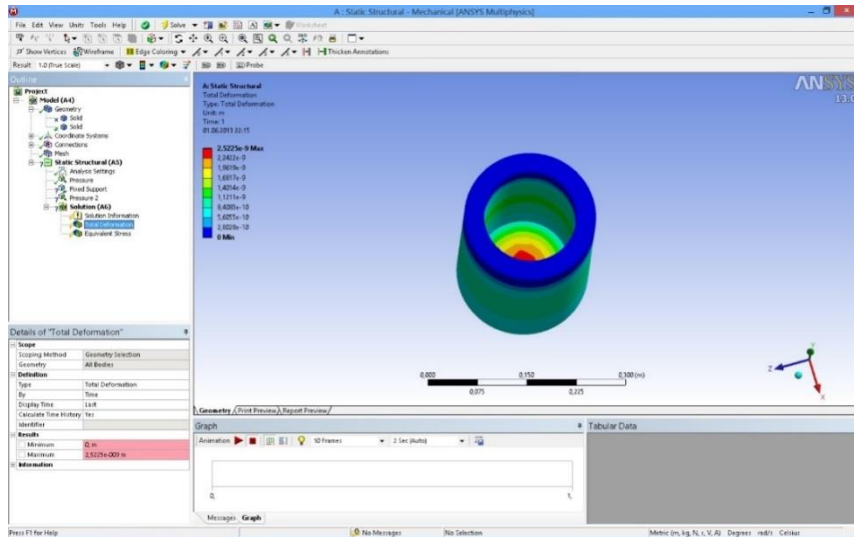 A : Static Structural - Mechanical [ANSYS Multiphysics]
File Edit View Units Tools Help Solve Worksheet
Show Vertices Wireframe Edge Coloring Thicken Annotations
Result 1.0 (True Scale) Probe
Outline
Project
Model (A4)
Geometry
Solid
Solid
Coordinate Systems
Connections
Mesh
Static Structural (A5)
Analysis Settings
Pressure
Fixed Support
Pressure 2
Solution (A6)
Solution Information
Total Deformation
Equivalent Stress
A: Static Structural
Total Deformation
Type: Total Deformation
Unit: m
Time: 1
01.06.2013 22:15
2,5225e-9 Max
2,2422e-9
1,9619e-9
1,6817e-9
1,4014e-9
1,1211e-9
8,4083e-10
5,6055e-10
2,8028e-10
0 Min
ANSYS
13.0
0,000 0,150 0,300 (m)
0,075 0,225
Z Y X
Geometry Print Preview Report Preview
Details of "Total Deformation"
Scope
Scoping Method Geometry Selection
Geometry All Bodies
Definition
Type Total Deformation
By Time
Display Time Last
Calculate Time History Yes
Identifier
Results
Minimum 0, m
Maximum 2,5225e-009 m
Information
Graph
Animation 10 Frames 2 Sec (Auto)
0, 1,
Messages Graph
Tabular Data
Press F1 for Help No Messages No Selection Metric (m, kg, N, s, V, A) Degrees rad/s Celsius